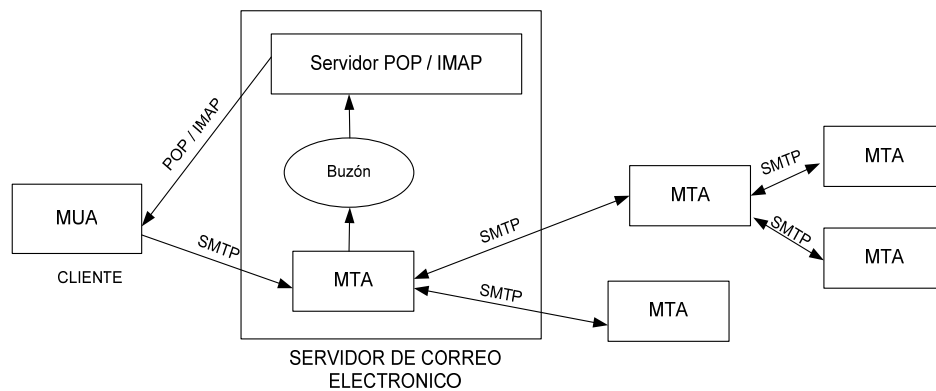 Servidor POP / IMAP
POP / IMAP
Buzón
MUA
CLIENTE
SMTP
MTA
SMTP
SMTP
MTA
SMTP
MTA
SMTP
MTA
MTA
SERVIDOR DE CORREO
ELECTRONICO